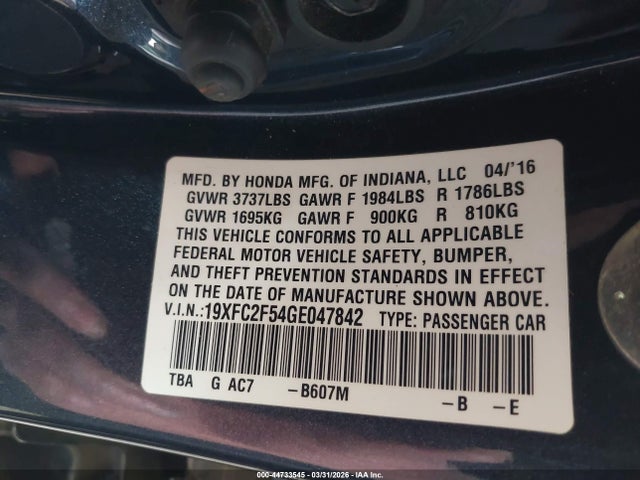 MFD. BY HONDA MFG. OF INDIANA, LLC 04/'16
GVWR 3737LBS GAWR F 1984LBS R 1786LBS
GVWR 1695KG GAWR F 900KG R 810KG
THIS VEHICLE CONFORMS TO ALL APPLICABLE
FEDERAL MOTOR VEHICLE SAFETY, BUMPER,
AND THEFT PREVENTION STANDARDS IN EFFECT
ON THE DATE OF MANUFACTURE SHOWN ABOVE.
V.I.N.:19XFC2F54GE047842 TYPE: PASSENGER CAR
TBA G AC7 -B607M -B -E
000-44733545 - 03/31/2026 - IAA Inc.